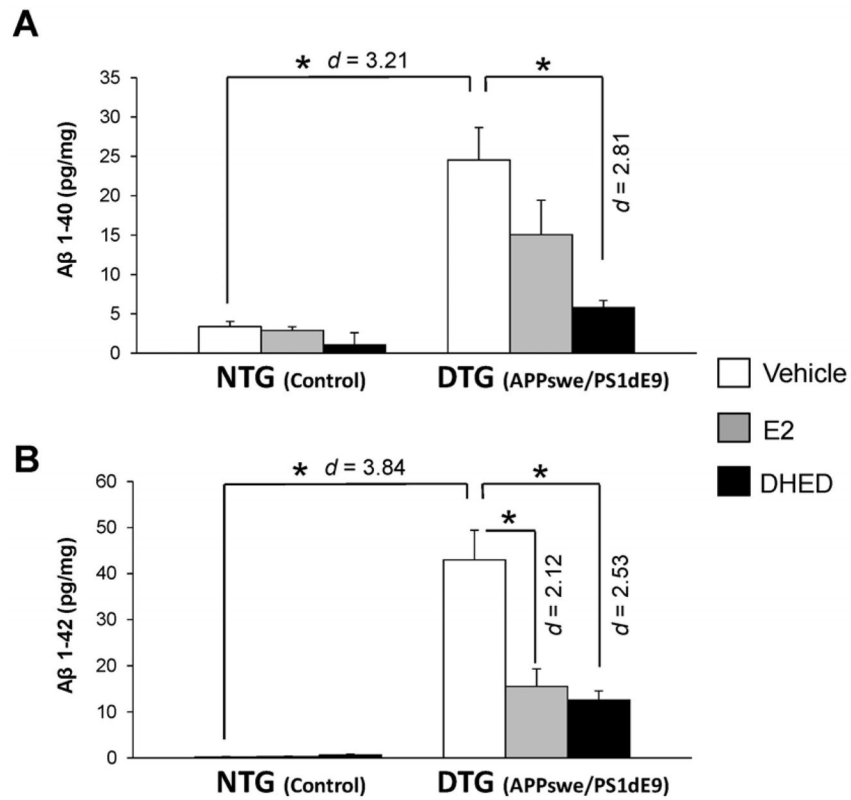 A
* d = 3.21
*
d = 2.81
35
30
25
20
15
10
5
0
Aβ 1-40 (pg/mg)
NTG (Control)
DTG (APPswe/PS1dE9)
Vehicle
E2
DHED
B
* d = 3.84
*
*
d = 2.12
d = 2.53
60
50
40
30
20
10
0
Aβ 1-42 (pg/mg)
NTG (Control)
DTG (APPswe/PS1dE9)